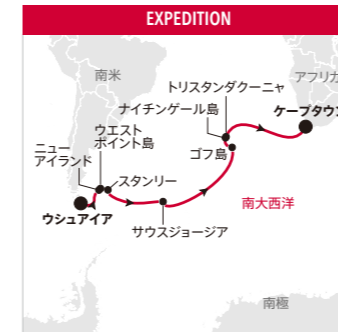 EXPEDITION
南米
アフリカ
トリスタンダクーニャ
ナイチンゲール島
ケープタウン
ウエスト
ポイント島
ニュー
アイランド
ゴフ島
スタンリー
ウシュアイア
サウスジョージア
南大西洋
南極